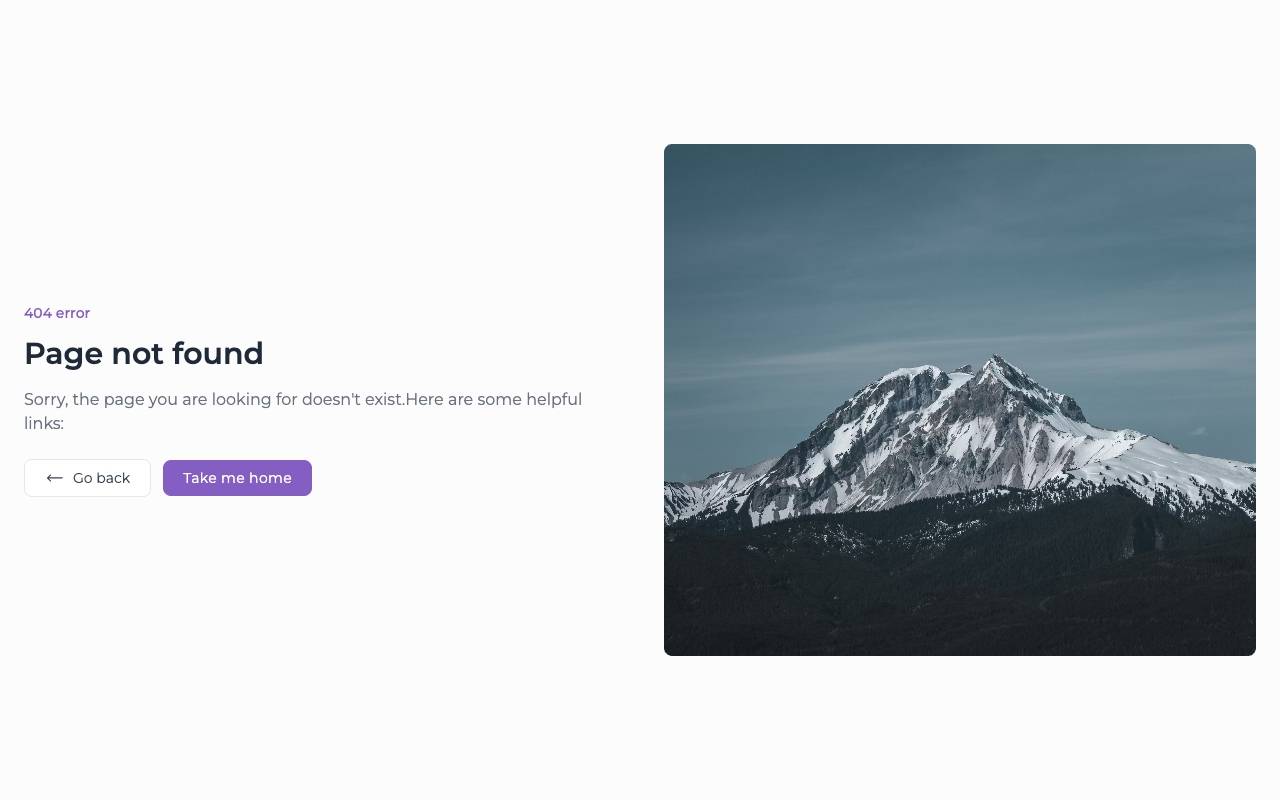 404 error
Page not found
Sorry, the page you are looking for doesn't exist.Here are some helpful
links:
Go back
Take me home